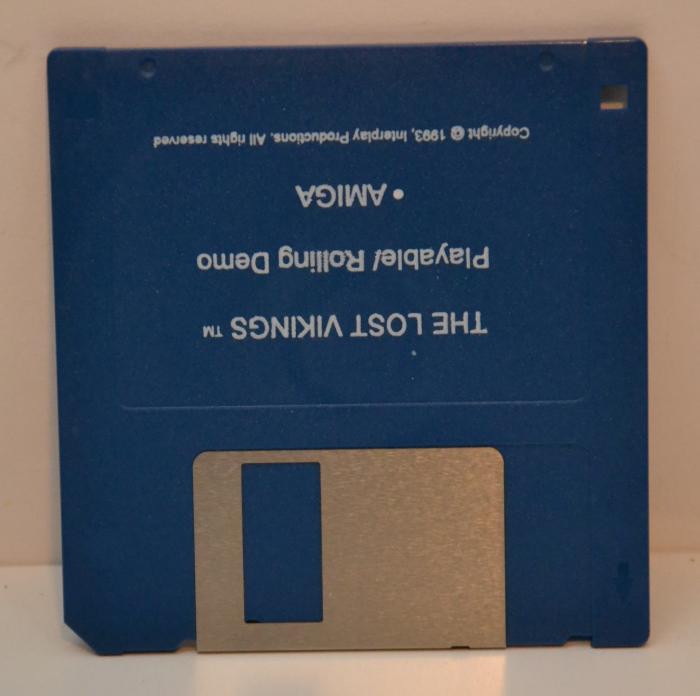 THE LOST VIKINGS ™
Playable/ Rolling Demo
• AMIGA
Copyright © 1993, Interplay Productions. All rights reserved